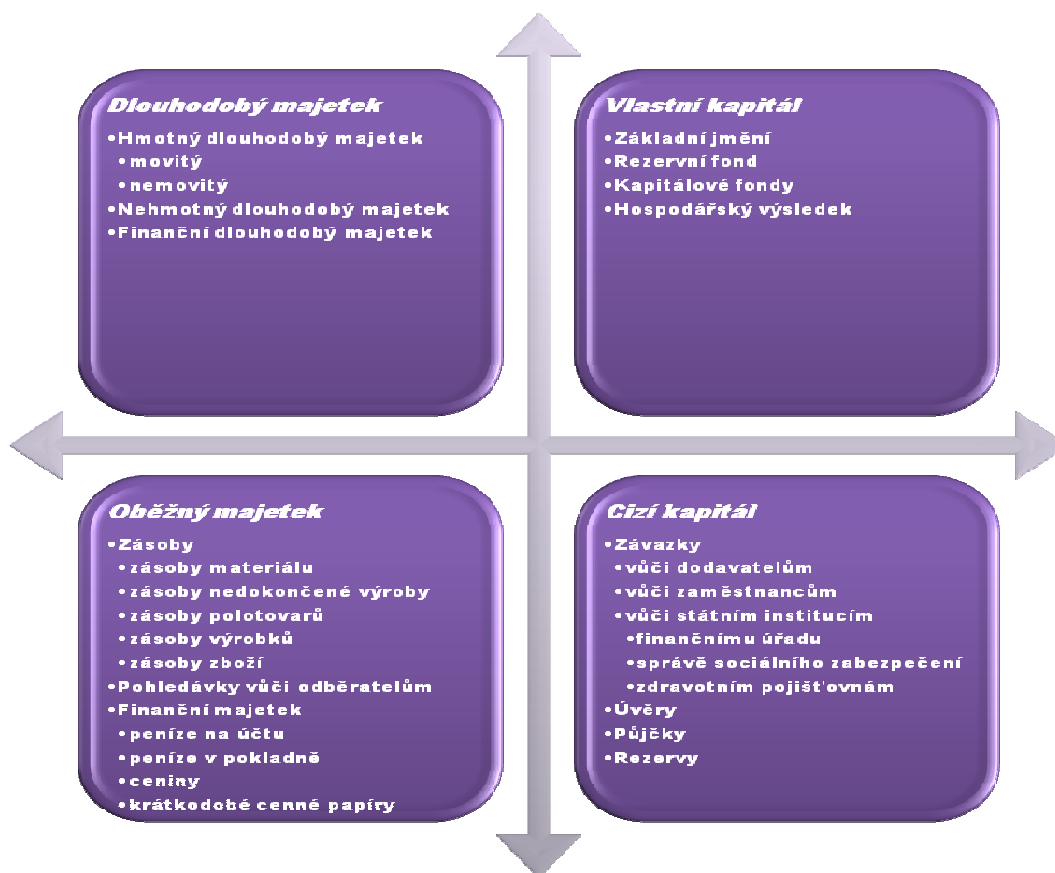 Dlouhodobý majetek
•Hmotný dlouhodobý majetek
•movitý
•nemovitý
•Nehmotný dlouhodobý majetek
•Finanční dlouhodobý majetek
Vlastní kapitál
•Základní jmění
•Rezervní fond
•Kapitálové fondy
•Hospodářský výsledek
Oběžný majetek
•Zásoby
•zásoby materiálu
•zásoby nedokončené výroby
•zásoby polotovarů
•zásoby výrobků
•zásoby zboží
•Pohledávky vůči odběratelům
•Finanční majetek
•peníze na účtu
•peníze v pokladně
•ceniny
•krátkodobé cenné papíry
Cizí kapitál
•Závazky
•vůči dodavatelům
•vůči zaměstnancům
•vůči státním institucím
•finančnímu úřadu
•správě sociálního zabezpečení
•zdravotním pojišťovnám
•Úvěry
•Půjčky
•Rezervy